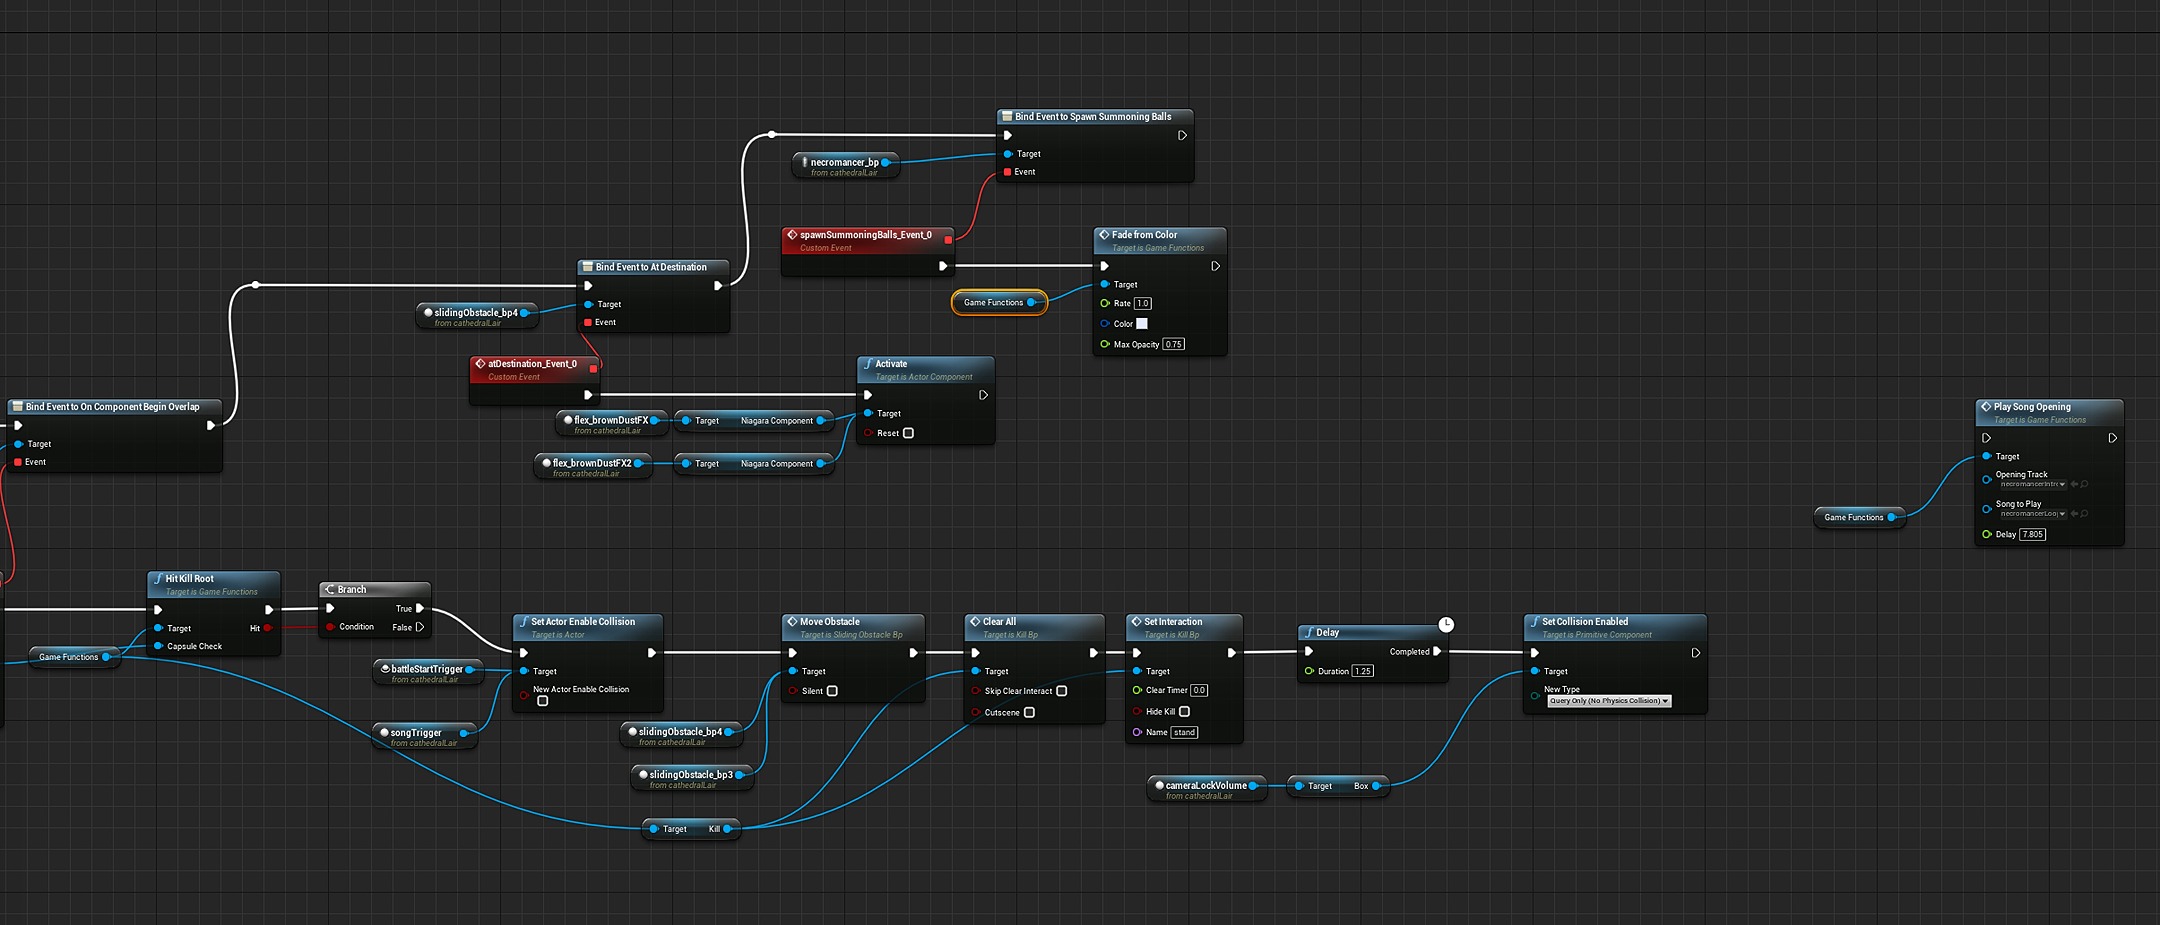 Bind Event to Spawn Summoning Balls
Target
Event
necromancer_bp
from cathedralLair
spawnSummoningBalls_Event_0
Custom Event
Fade from Color
Target is Game Functions
Target
Rate 1.0
Color
Max Opacity 0.75
Game Functions
Bind Event to At Destination
Target
Event
slidingObstacle_bp4
from cathedralLair
atDestination_Event_0
Custom Event
Activate
Target is Actor Component
Target
Reset
flex_brownDustFX
from cathedralLair
Target Niagara Component
flex_brownDustFX2
from cathedralLair
Target Niagara Component
Bind Event to On Component Begin Overlap
Target
Event
Play Song Opening
Target is Game Functions
Target
Opening Track
necromancerIntro
Song to Play
necromancerLoop
Delay 7.805
Game Functions
Hit Kill Root
Target is Game Functions
Target Hit
Capsule Check
Game Functions
Branch
True
Condition False
Set Actor Enable Collision
Target is Actor
Target
New Actor Enable Collision
battleStartTrigger
from cathedralLair
songTrigger
from cathedralLair
Move Obstacle
Target is Sliding Obstacle Bp
Target
Silent
slidingObstacle_bp4
from cathedralLair
slidingObstacle_bp3
from cathedralLair
Target Kill
Clear All
Target is Kill Bp
Target
Skip Clear Interact
Cutscene
Set Interaction
Target is Kill Bp
Target
Clear Timer 0.0
Hide Kill
Name stand
Delay
Completed
Duration 1.25
cameraLockVolume
from cathedralLair
Target Box
Set Collision Enabled
Target is Primitive Component
Target
New Type
Query Only (No Physics Collision)